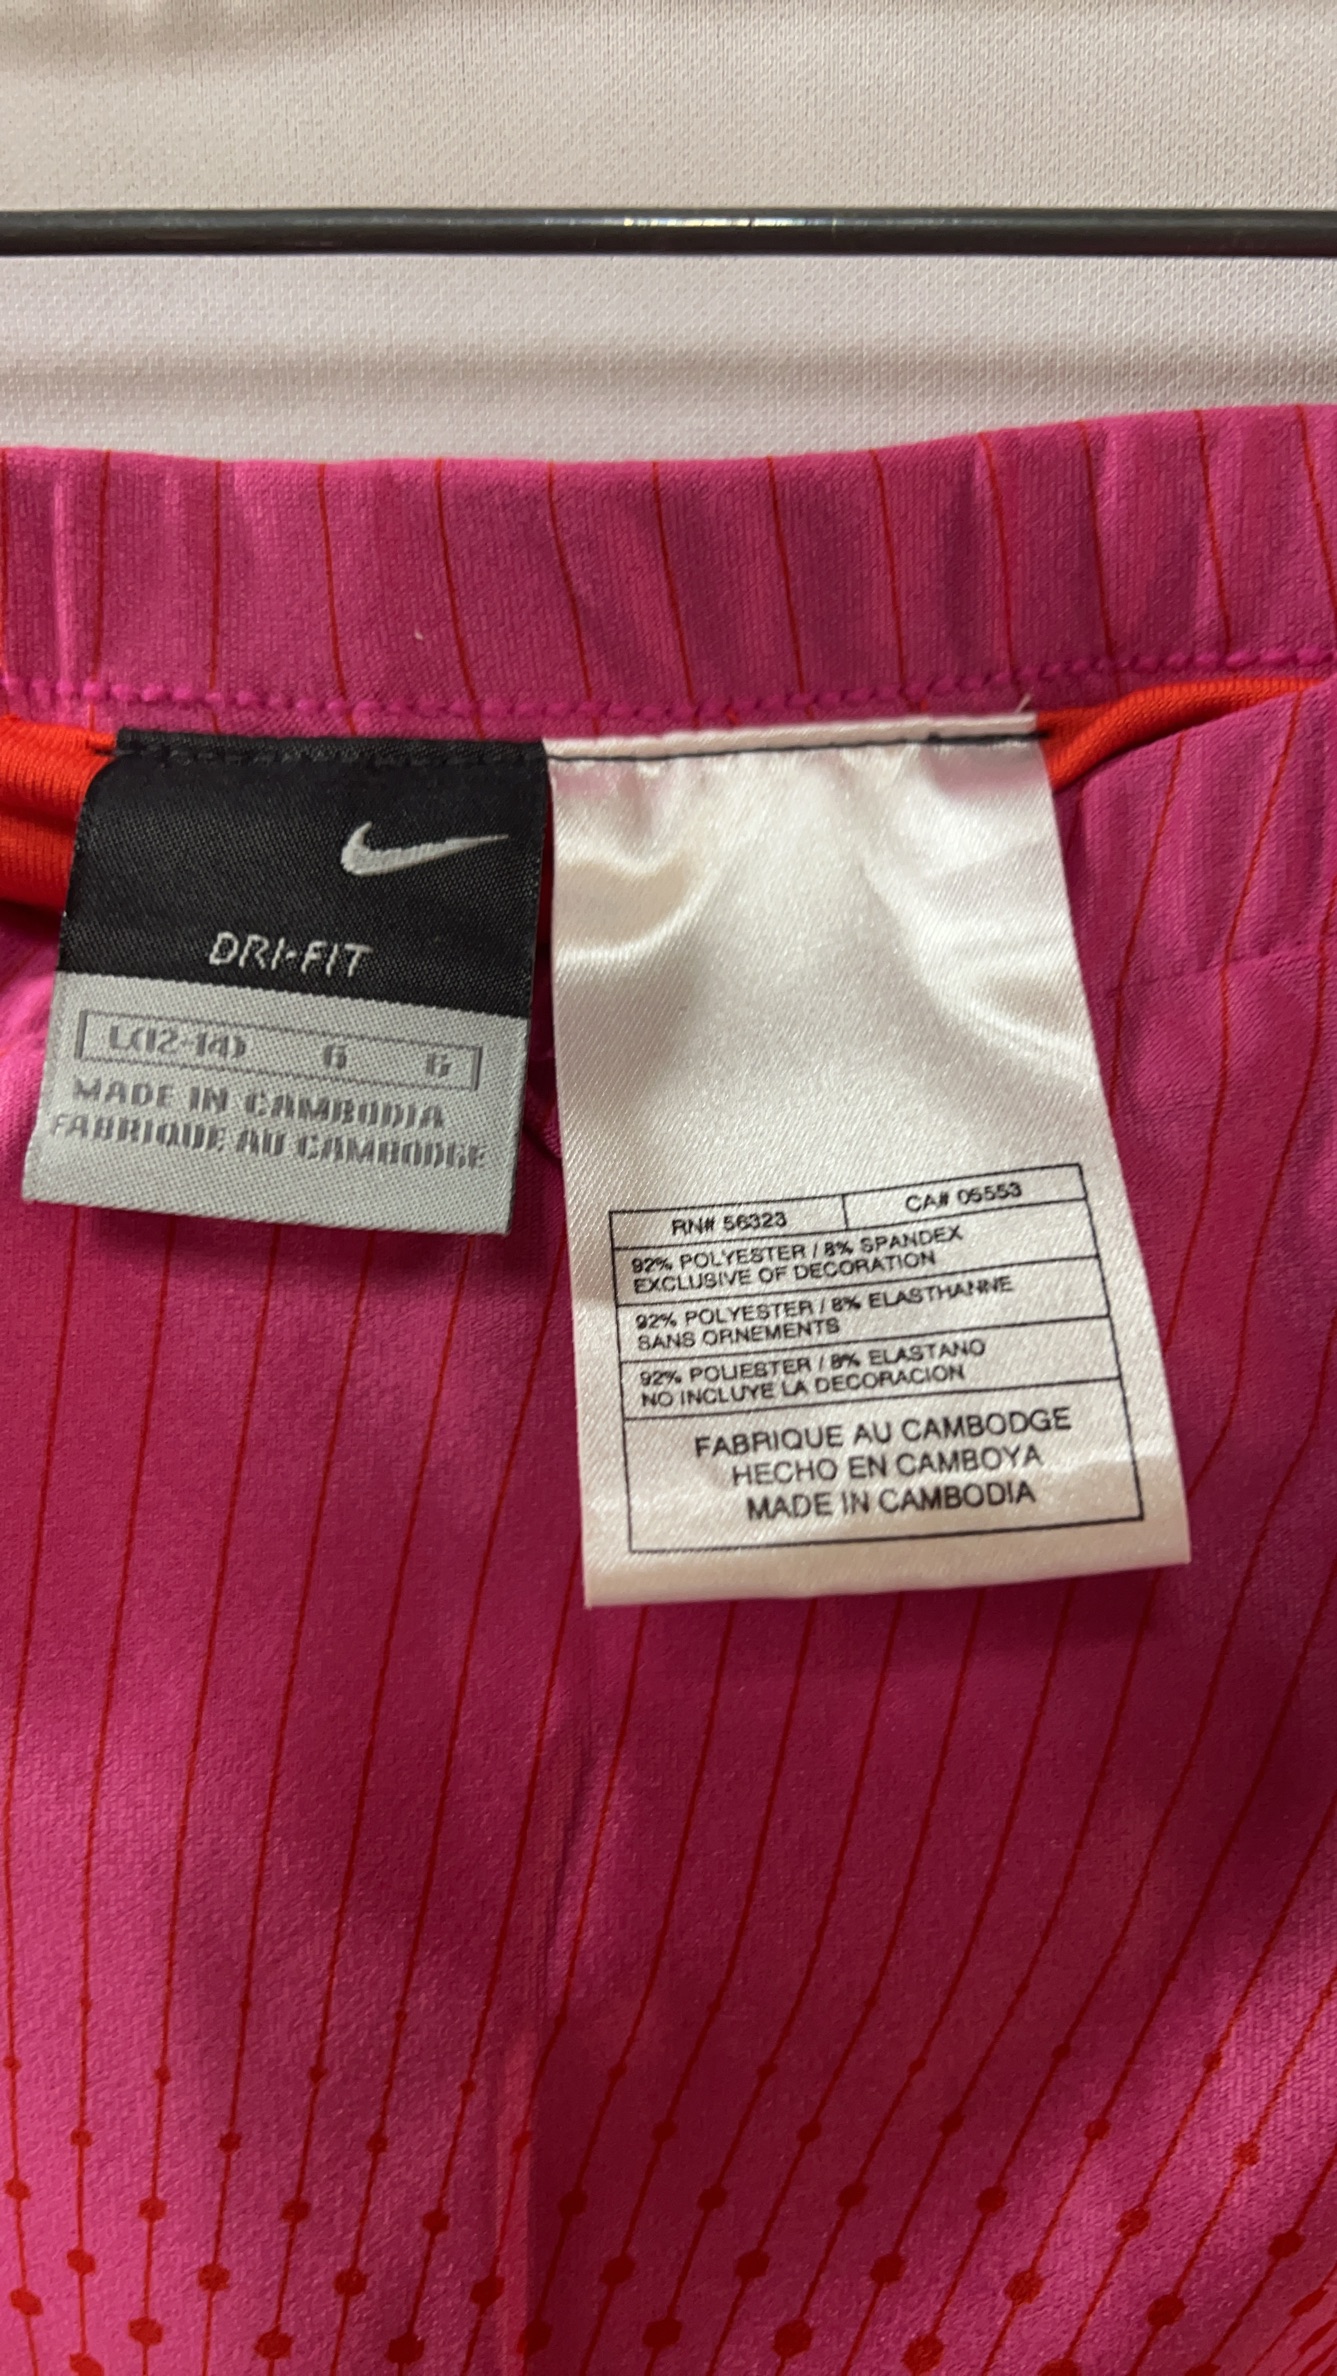 DRI-FIT
L(12-14) G G
MADE IN CAMBODIA
FABRIQUE AU CAMBODGE
RN# 56323
CA# 05553
92% POLYESTER / 8% SPANDEX
EXCLUSIVE OF DECORATION
92% POLYESTER / 8% ELASTHANNE
SANS ORNEMENTS
92% POLIESTER / 8% ELASTANO
NO INCLUYE LA DECORACION
FABRIQUE AU CAMBODGE
HECHO EN CAMBOYA
MADE IN CAMBODIA